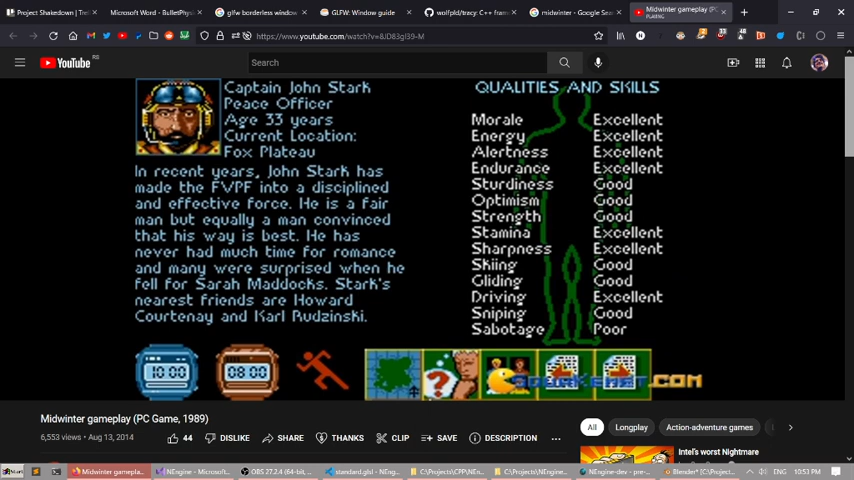 Project Shakedown | Trel
Microsoft Word - BulletPhysi
glfw borderless window
GLFW: Window guide
wolfpld/tracy: C++ fram
midwinter - Google Sea
Midwinter gameplay (PC
PLAYING
https://www.youtube.com/watch?v=8JD83gI39-M
YouTube RS
Search
Captain John Stark
Peace Officer
Age 33 years
Current Location:
Fox Plateau
In recent years, John Stark has
made the FVPF into a disciplined
and effective force. He is a fair
man but equally a man convinced
that his way is best. He has
never had much time for romance
and many were surprised when he
fell for Sarah Maddocks. Stark's
nearest friends are Howard
Courtenay and Karl Rudzinski.
QUALITIES AND SKILLS
Morale Excellent
Energy Excellent
Alertness Excellent
Endurance Excellent
Sturdiness Good
Optimism Good
Strength Good
Stamina Excellent
Sharpness Excellent
Skiing Good
Gliding Good
Driving Excellent
Sniping Good
Sabotage Poor
10 00
08 00
SQUAKENET.COM
Midwinter gameplay (PC Game, 1989)
6,553 views • Aug 13, 2014
44 DISLIKE SHARE THANKS CLIP SAVE DESCRIPTION
All Longplay Action-adventure games
Intel's worst Nightmare
Start
Midwinter gamepla...
NEngine - Microsoft...
OBS 27.2.4 (64-bit, ...
standard.glsl - NEng...
C:\Projects\CPP\NEn...
C:\Projects\NEngine...
NEngine-dev - pre-...
Blender* [C:\Project...
ENG 10:53 PM